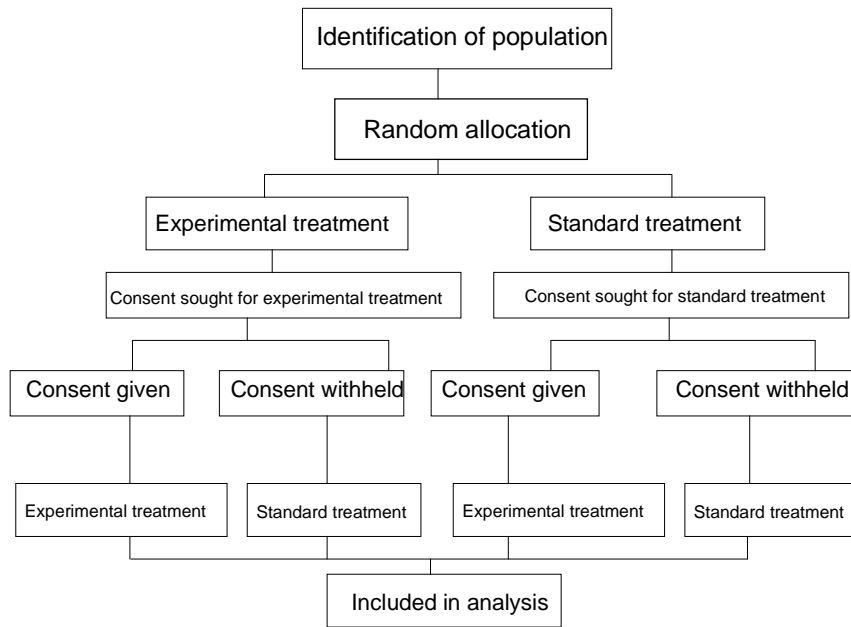 Identification of population
Random allocation
Experimental treatment
Standard treatment
Consent sought for experimental treatment
Consent sought for standard treatment
Consent given
Consent withheld
Consent given
Consent withheld
Experimental treatment
Standard treatment
Experimental treatment
Standard treatment
Included in analysis